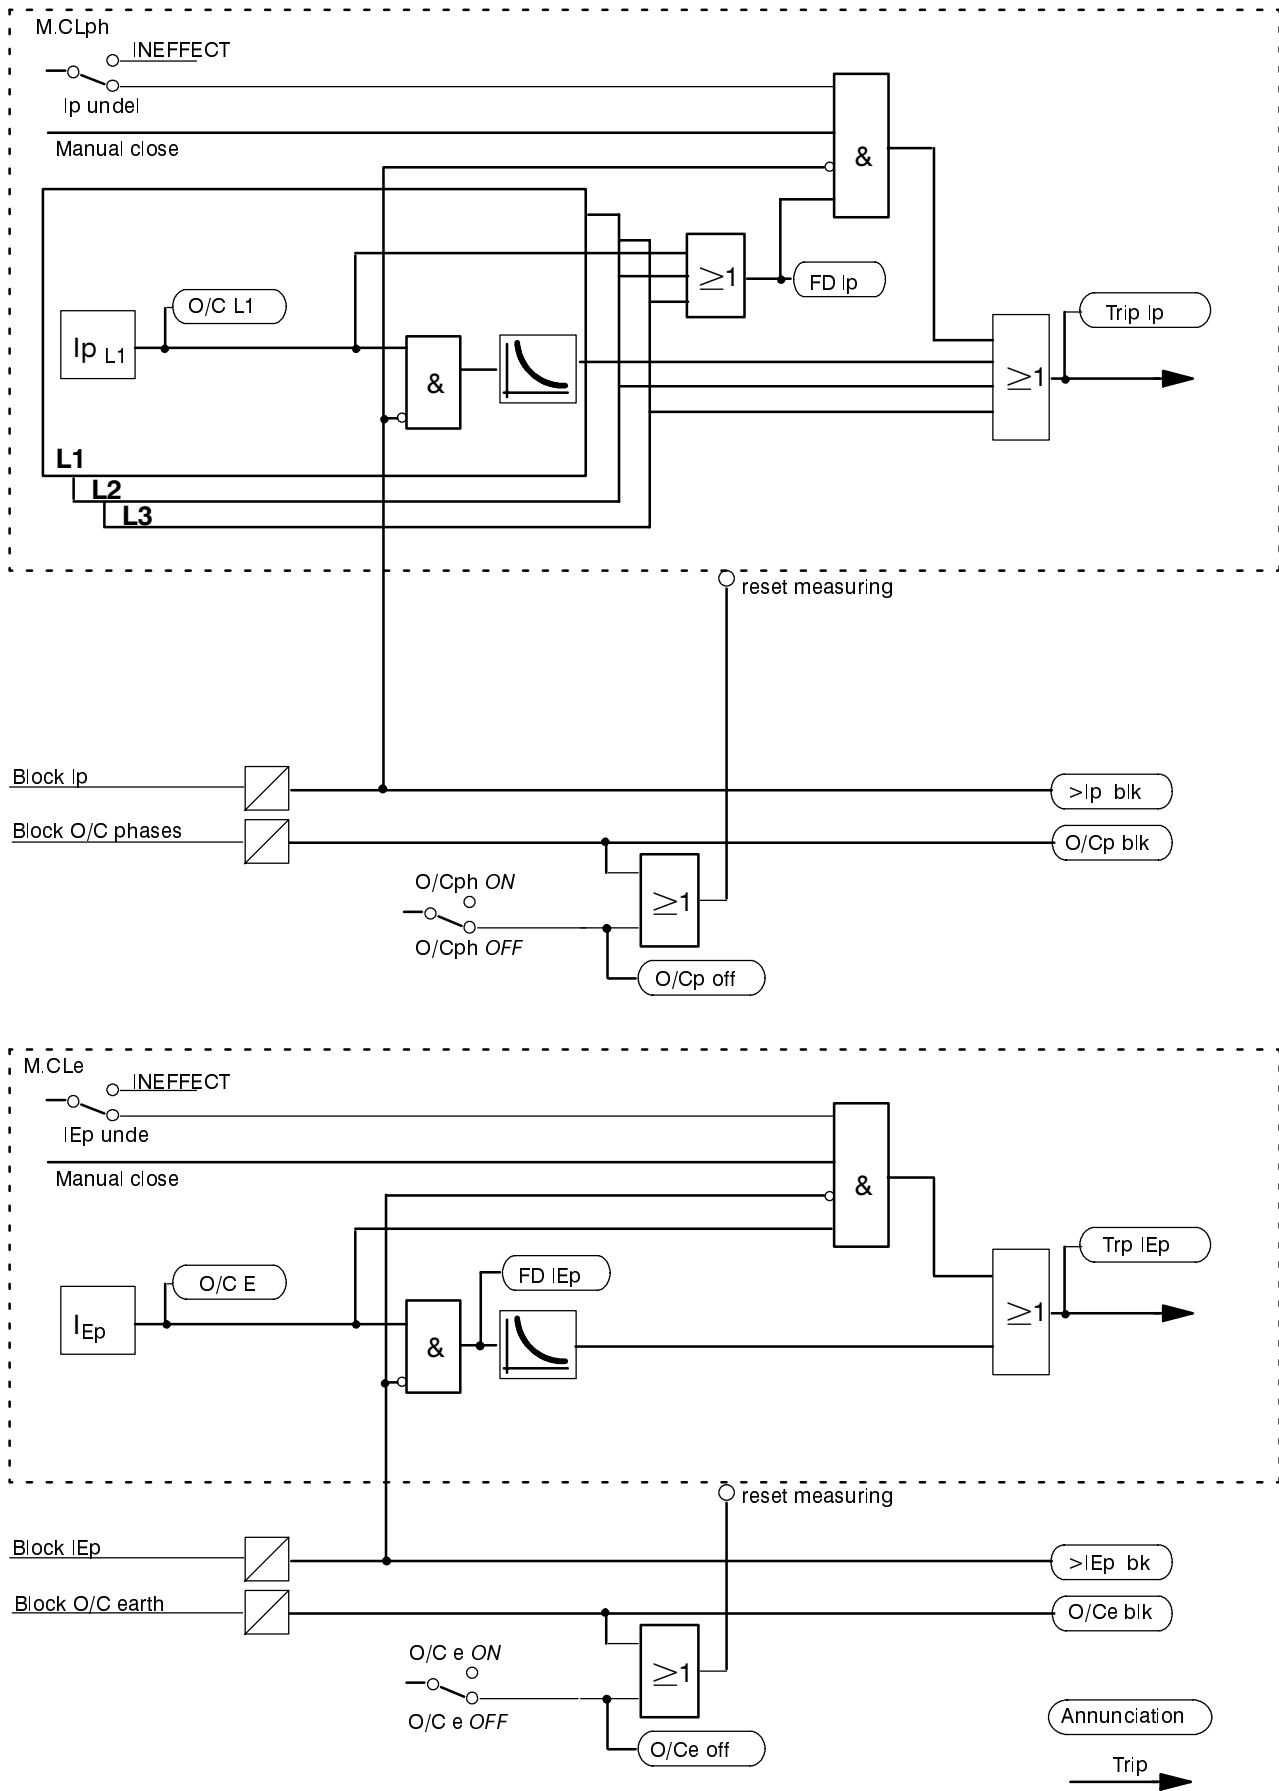 M.CLph
INEFFECT
Ip undel
Manual close
&
≥1
FD Ip
O/C L1
Trip Ip
Ip L1
&
≥1
L1
L2
L3
reset measuring
Block Ip
>Ip blk
Block O/C phases
O/Cp blk
O/Cph ON
≥1
O/Cph OFF
O/Cp off
M.CLe
INEFFECT
IEp unde
Manual close
&
Trp IEp
O/C E
FD IEp
IEp
&
≥1
reset measuring
Block IEp
>IEp bk
Block O/C earth
O/Ce blk
O/C e ON
≥1
O/C e OFF
O/Ce off
Annunciation
Trip